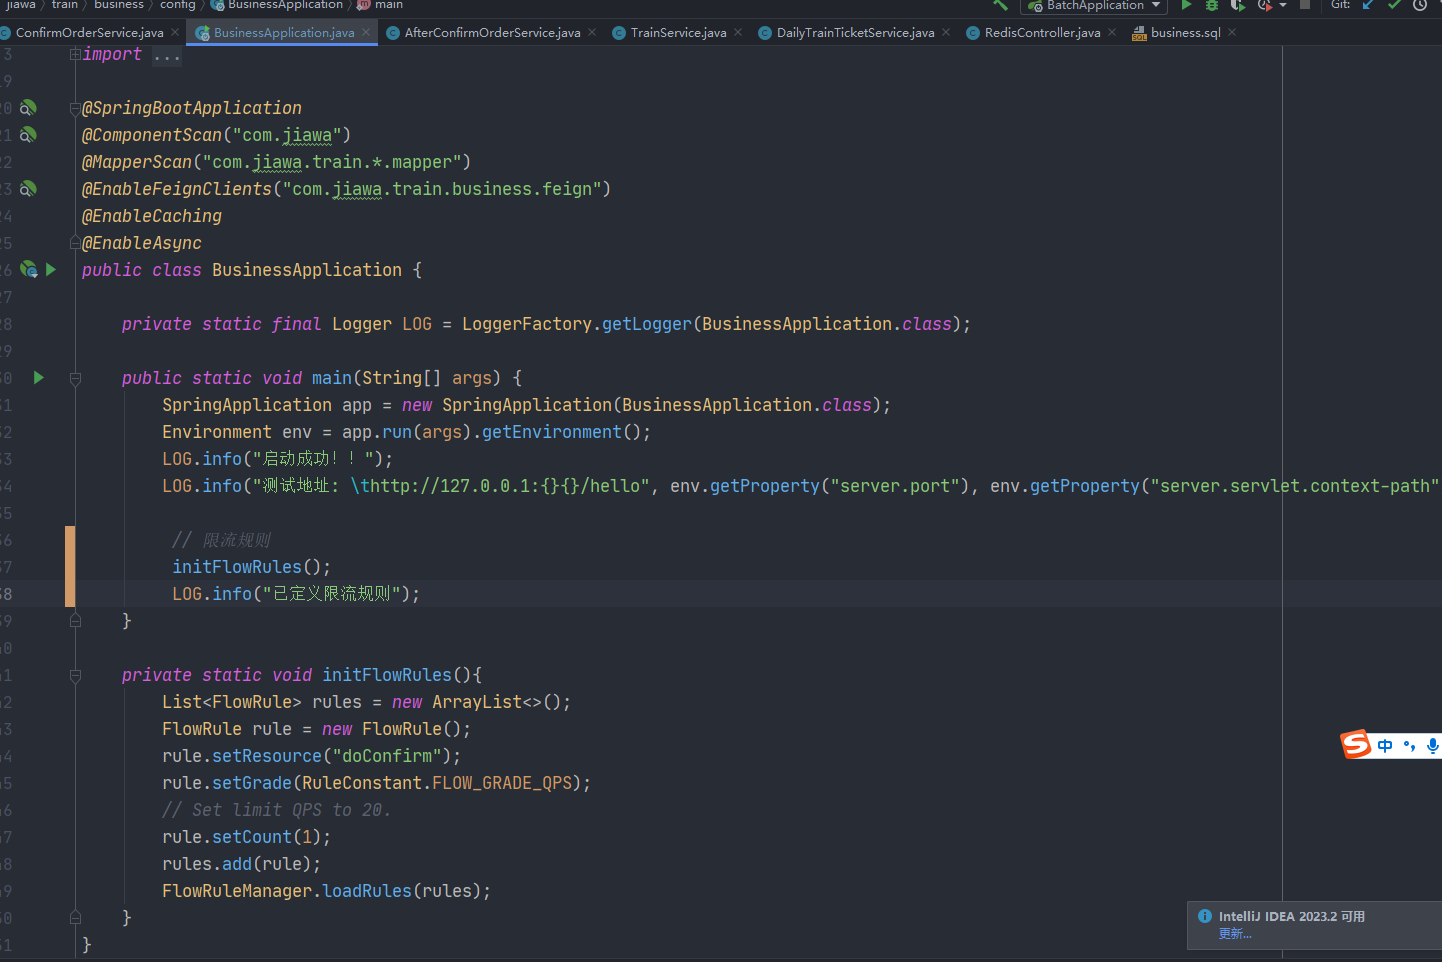 jiawa train business config BusinessApplication main BatchApplication Git:
ConfirmOrderService.java BusinessApplication.java AfterConfirmOrderService.java TrainService.java DailyTrainTicketService.java RedisController.java business.sql
3 import ...
19
20 @SpringBootApplication
21 @ComponentScan("com.jiawa")
22 @MapperScan("com.jiawa.train.*.mapper")
23 @EnableFeignClients("com.jiawa.train.business.feign")
24 @EnableCaching
25 @EnableAsync
26 public class BusinessApplication {
27
28 private static final Logger LOG = LoggerFactory.getLogger(BusinessApplication.class);
29
30 public static void main(String[] args) {
31 SpringApplication app = new SpringApplication(BusinessApplication.class);
32 Environment env = app.run(args).getEnvironment();
33 LOG.info("启动成功！！");
34 LOG.info("测试地址: \thttp://127.0.0.1:{}{}/hello", env.getProperty("server.port"), env.getProperty("server.servlet.context-path"
35
36 // 限流规则
37 initFlowRules();
38 LOG.info("已定义限流规则");
39 }
40
41 private static void initFlowRules(){
42 List<FlowRule> rules = new ArrayList<>();
43 FlowRule rule = new FlowRule();
44 rule.setResource("doConfirm");
45 rule.setGrade(RuleConstant.FLOW_GRADE_QPS);
46 // Set limit QPS to 20.
47 rule.setCount(1);
48 rules.add(rule);
49 FlowRuleManager.loadRules(rules);
50 }
51 }
中
IntelliJ IDEA 2023.2 可用
更新...